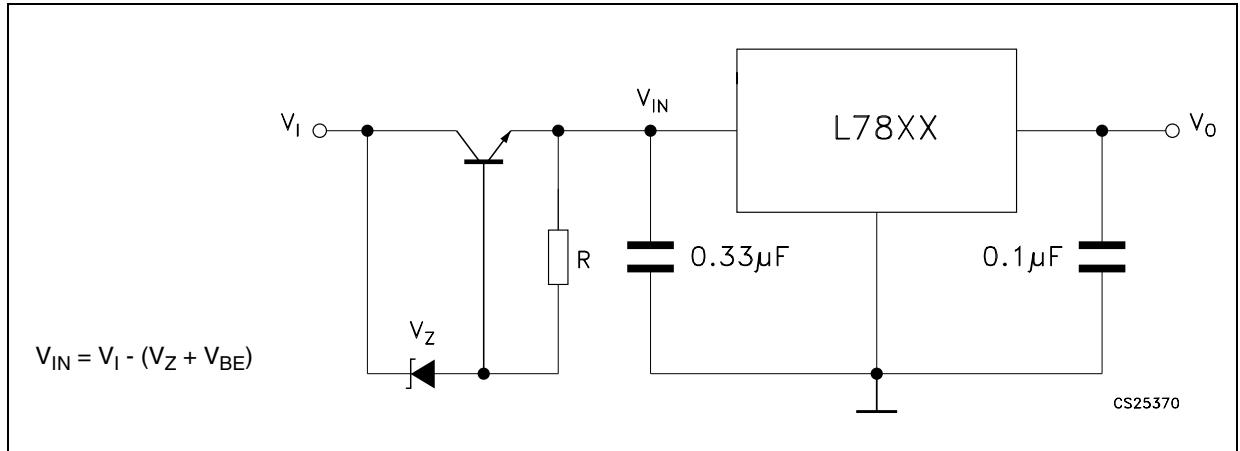 V_IN
V_I
L78XX
V_O
R
0.33μF
0.1μF
V_Z
V_IN = V_I - (V_Z + V_BE)
CS25370